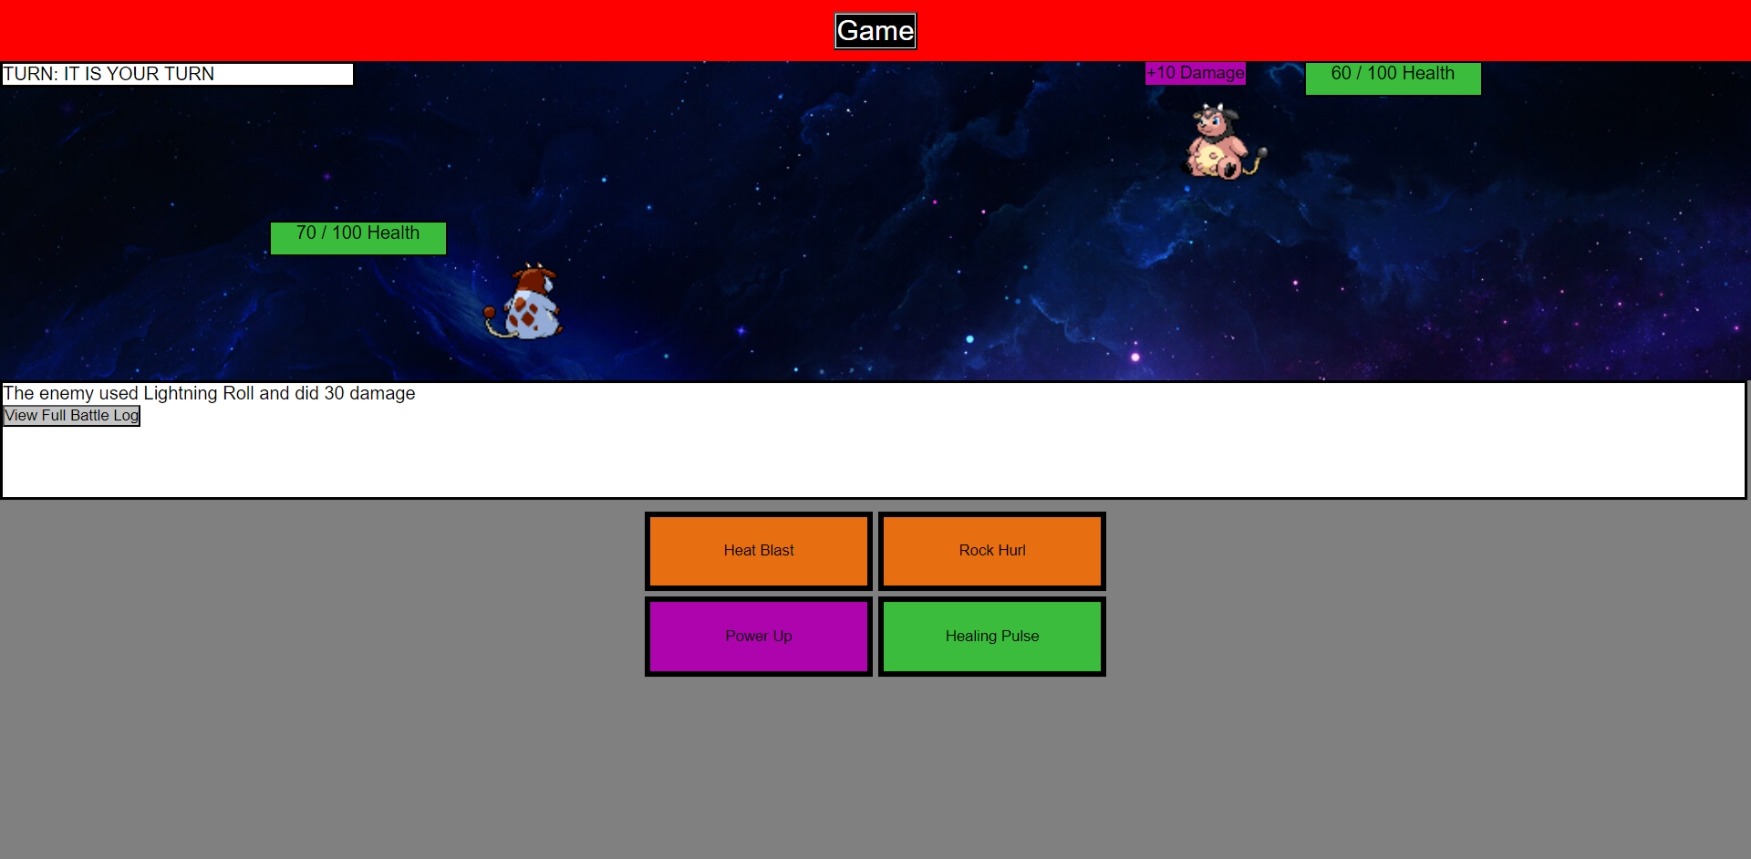 Game
TURN: IT IS YOUR TURN
+10 Damage
60 / 100 Health
70 / 100 Health
The enemy used Lightning Roll and did 30 damage
View Full Battle Log
Heat Blast
Rock Hurl
Power Up
Healing Pulse